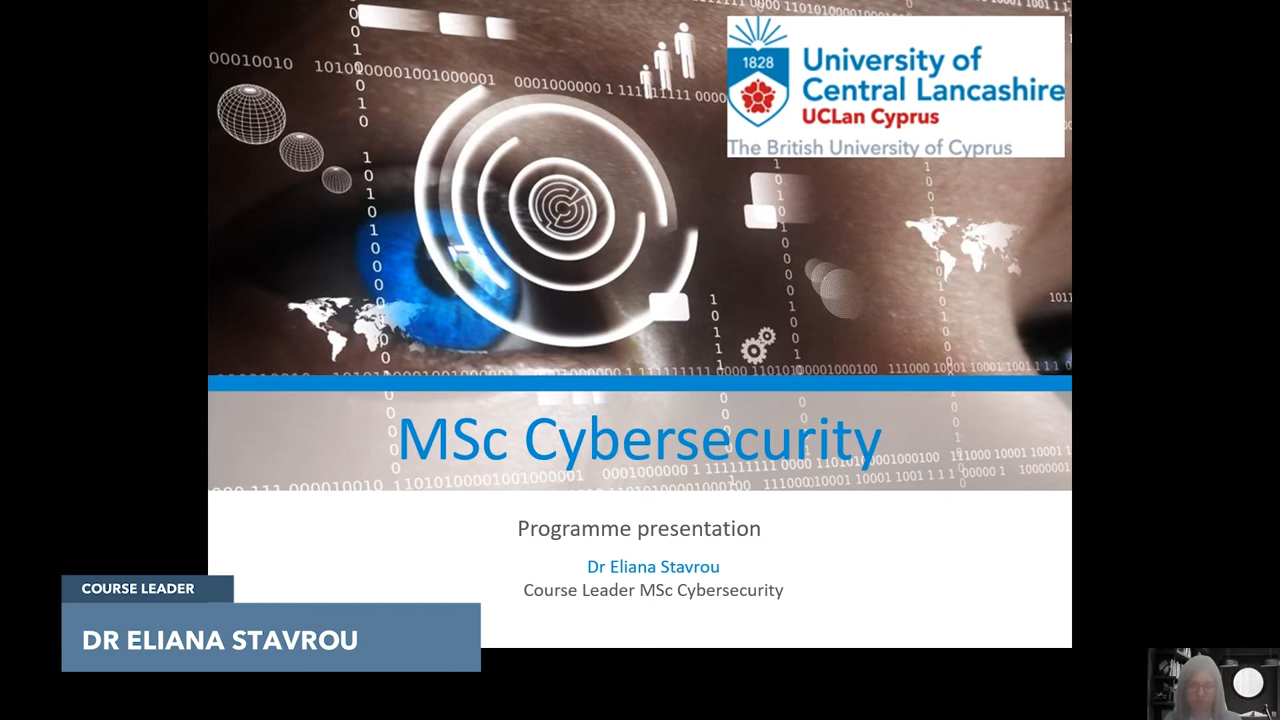 1828
University of
Central Lancashire
UCLan Cyprus
The British University of Cyprus
MSc Cybersecurity
Programme presentation
Dr Eliana Stavrou
Course Leader MSc Cybersecurity
COURSE LEADER
DR ELIANA STAVROU